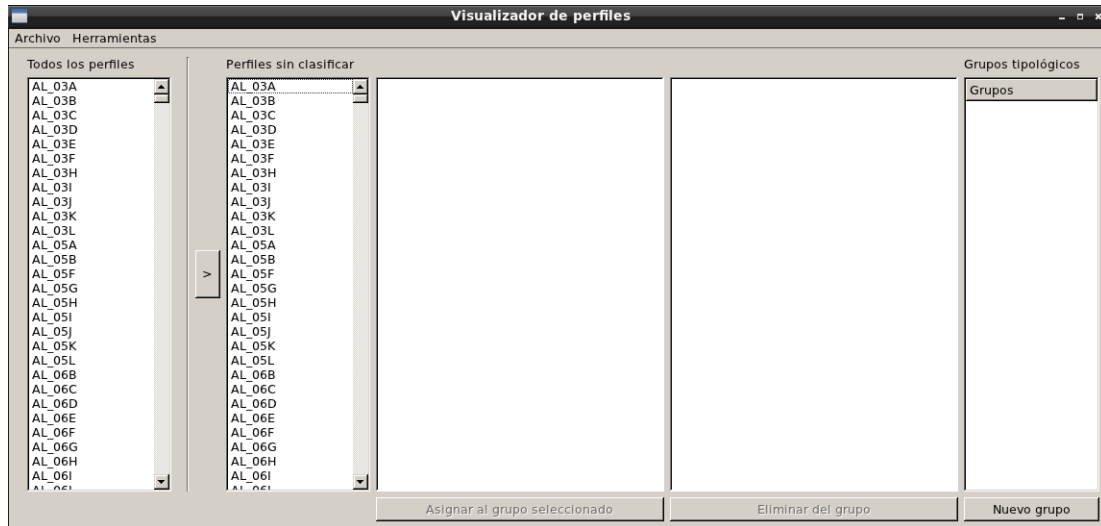 Visualizador de perfiles
Archivo Herramientas
Todos los perfiles
AL_03A
AL_03B
AL_03C
AL_03D
AL_03E
AL_03F
AL_03H
AL_03I
AL_03J
AL_03K
AL_03L
AL_05A
AL_05B
AL_05F
AL_05G
AL_05H
AL_05I
AL_05J
AL_05K
AL_05L
AL_06B
AL_06C
AL_06D
AL_06E
AL_06F
AL_06G
AL_06H
AL_06I
>
Perfiles sin clasificar
AL_03A
AL_03B
AL_03C
AL_03D
AL_03E
AL_03F
AL_03H
AL_03I
AL_03J
AL_03K
AL_03L
AL_05A
AL_05B
AL_05F
AL_05G
AL_05H
AL_05I
AL_05J
AL_05K
AL_05L
AL_06B
AL_06C
AL_06D
AL_06E
AL_06F
AL_06G
AL_06H
AL_06I
Asignar al grupo seleccionado
Eliminar del grupo
Grupos tipológicos
Grupos
Nuevo grupo